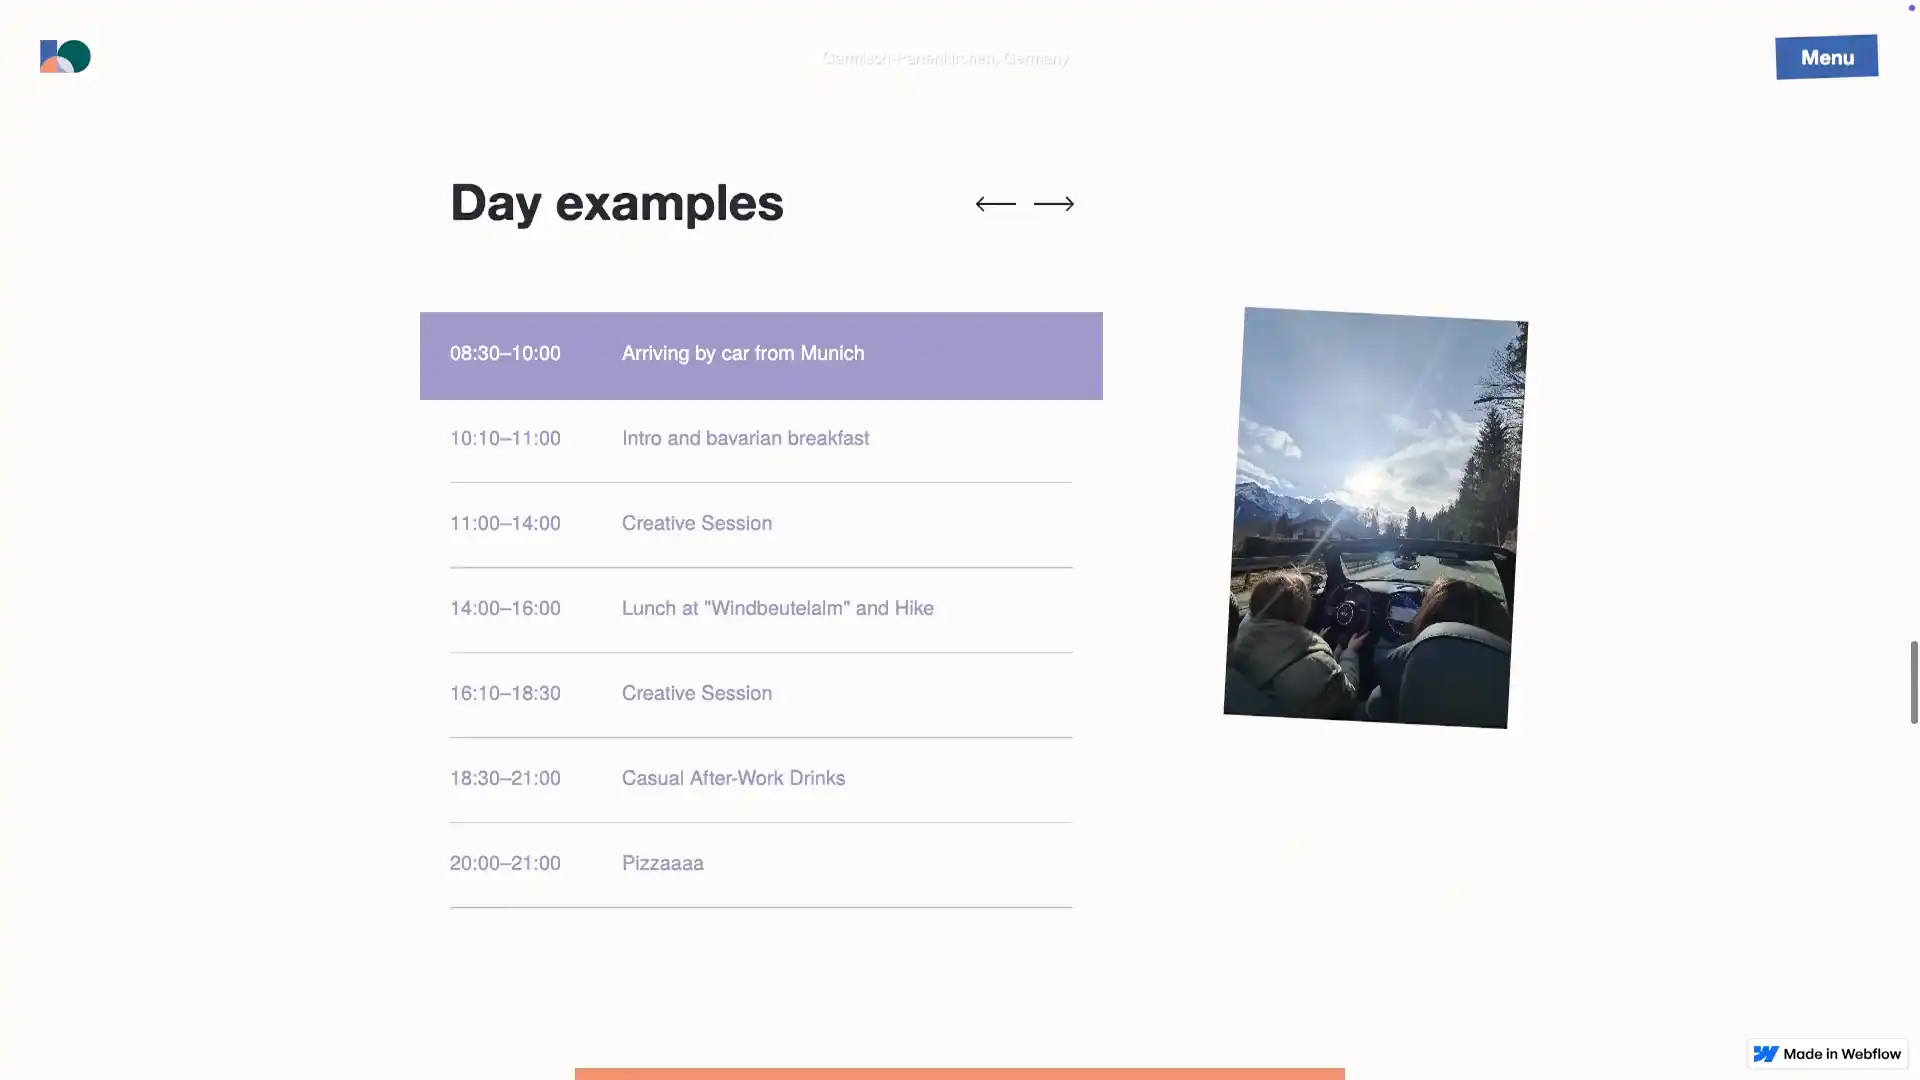 Garmisch-Partenkirchen, Germany
Menu
Day examples
08:30–10:00 Arriving by car from Munich
10:10–11:00 Intro and bavarian breakfast
11:00–14:00 Creative Session
14:00–16:00 Lunch at "Windbeutelalm" and Hike
16:10–18:30 Creative Session
18:30–21:00 Casual After-Work Drinks
20:00–21:00 Pizzaaaa
Made in Webflow